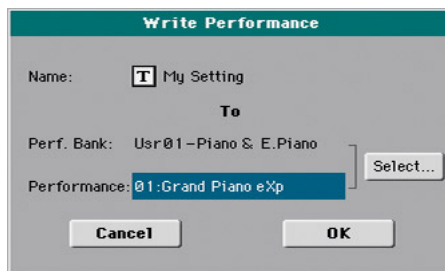 Write Performance
Name: T My Setting
To
Perf. Bank: Usr01-Piano & E.Piano
Select...
Performance: 01:Grand Piano eXp
Cancel OK